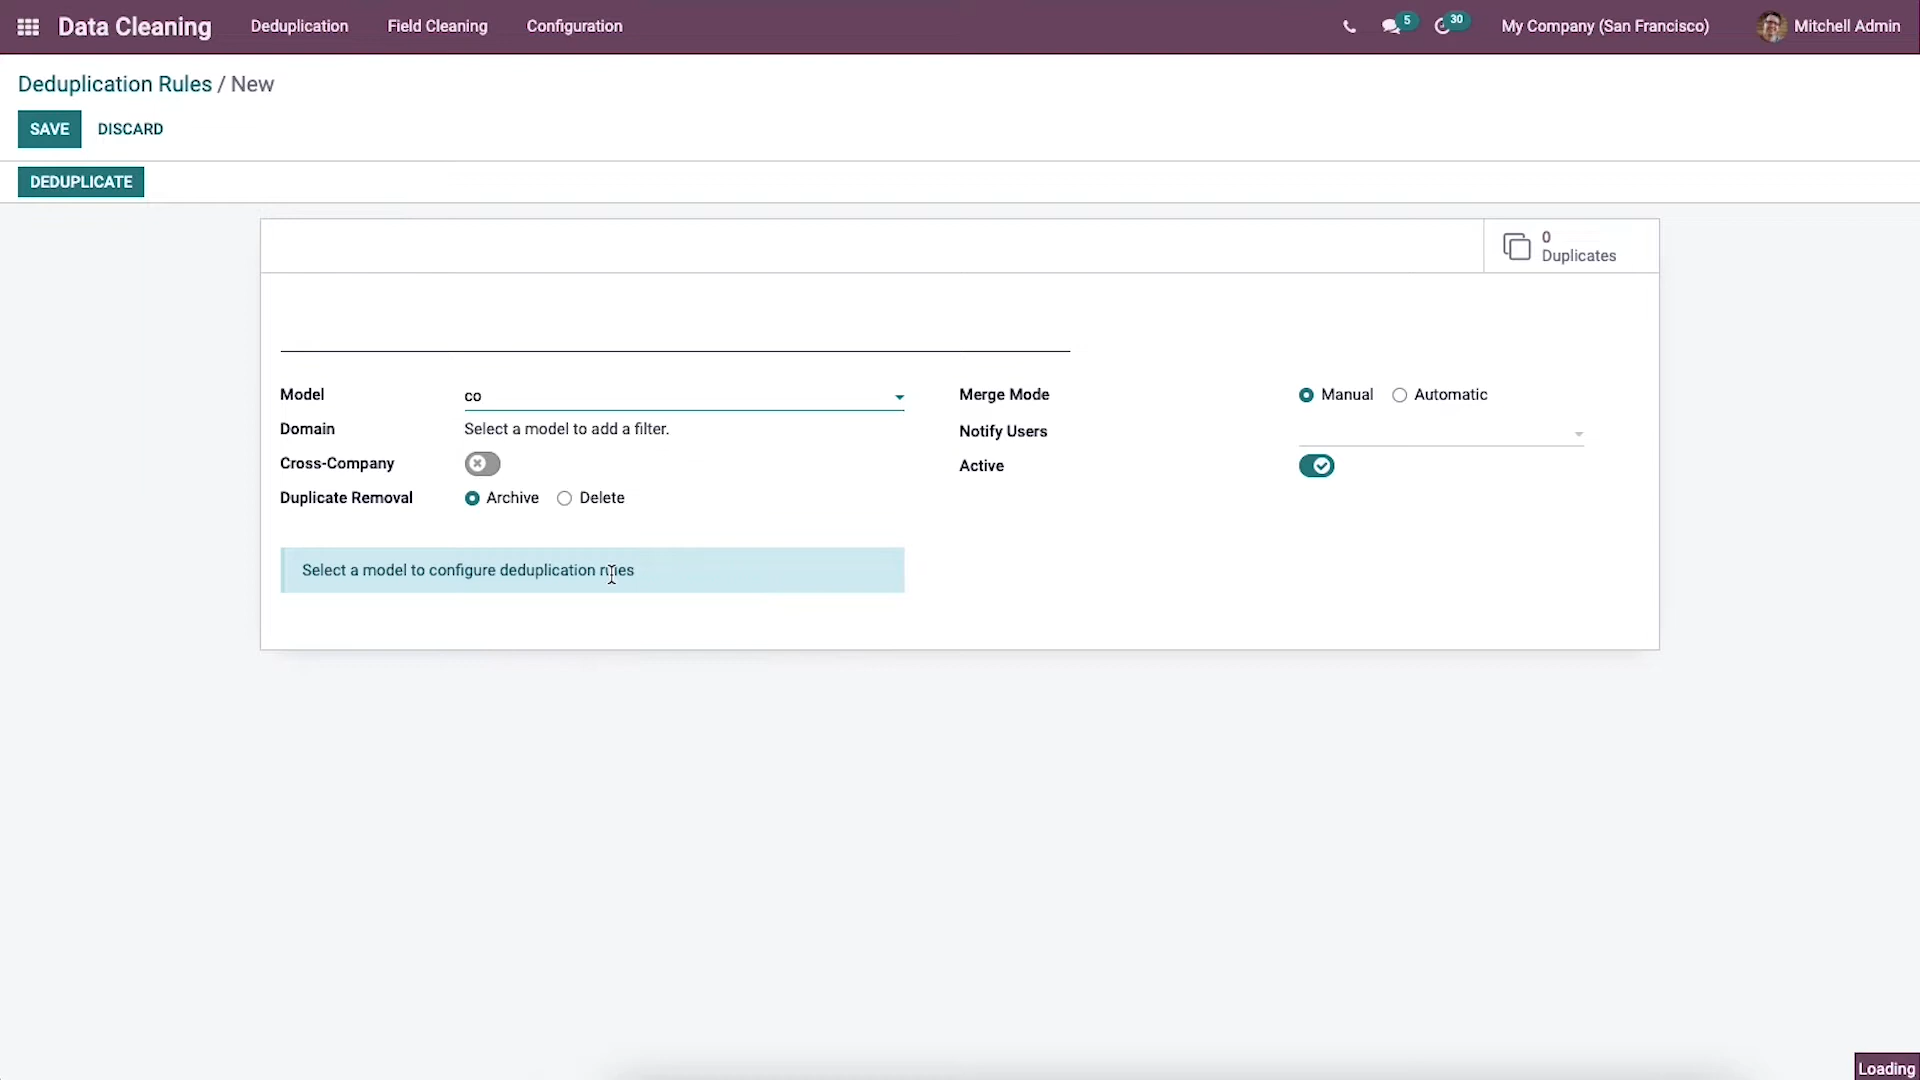 Data Cleaning Deduplication Field Cleaning Configuration 5 30 My Company (San Francisco) Mitchell Admin
Deduplication Rules / New
SAVE DISCARD
DEDUPLICATE
0
Duplicates
Model co Merge Mode Manual Automatic
Domain Select a model to add a filter. Notify Users
Cross-Company Active
Duplicate Removal Archive Delete
Select a model to configure deduplication rules
Loading